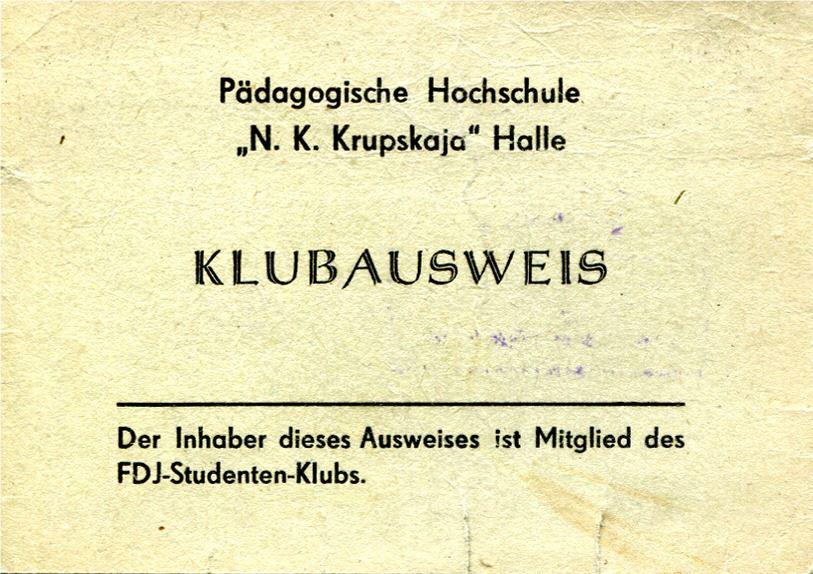 Pädagogische Hochschule
„N. K. Krupskaja“ Halle
KLUBAUSWEIS
Der Inhaber dieses Ausweises ist Mitglied des
FDJ-Studenten-Klubs.